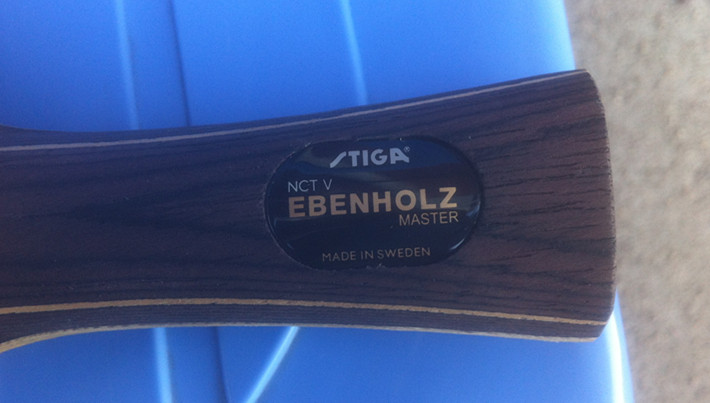 STIGA®
NCT V
EBENHOLZ
MASTER
MADE IN SWEDEN